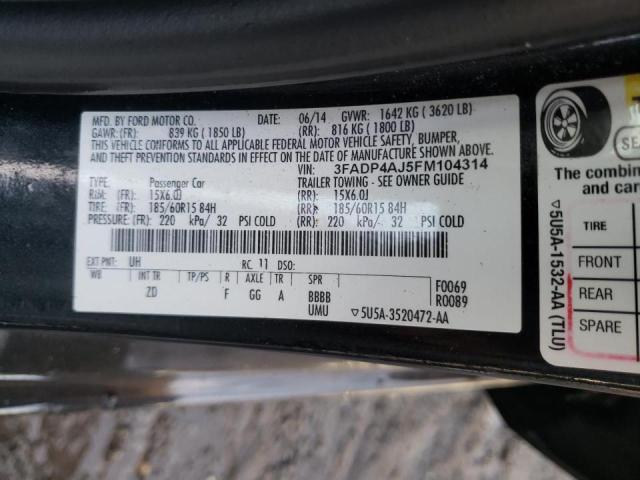 MFD. BY FORD MOTOR CO. DATE: 06/14 GVWR: 1642 KG ( 3620 LB)
GAWR: (FR): 839 KG ( 1850 LB) (RR): 816 KG ( 1800 LB)
THIS VEHICLE CONFORMS TO ALL APPLICABLE FEDERAL MOTOR VEHICLE SAFETY, BUMPER,
AND THEFT PREVENTION STANDARDS IN EFFECT ON THE DATE OF MANUFACTURE SHOWN ABOVE.
VIN: 3FADP4AJ5FM104314
TYPE: Passenger Car TRAILER TOWING - SEE OWNER GUIDE
RIM: (FR): 15X6.0J (RR): 15X6.0J
TIRE: (FR): 185/60R15 84H (RR): 185/60R15 84H
PRESSURE: (FR): 220 kPa/ 32 PSI COLD (RR): 220 kPa/ 32 PSI COLD
EXT PNT: UH RC: 11 DSO:
WB INT TR TP/PS R AXLE TR SPR
ZD F GG A BBBB
UMU
F0069
R0089
▽5U5A-3520472-AA
The combin
and car
TIRE
FRONT
REAR
SPARE
▽5U5A-1532-AA (TLU)